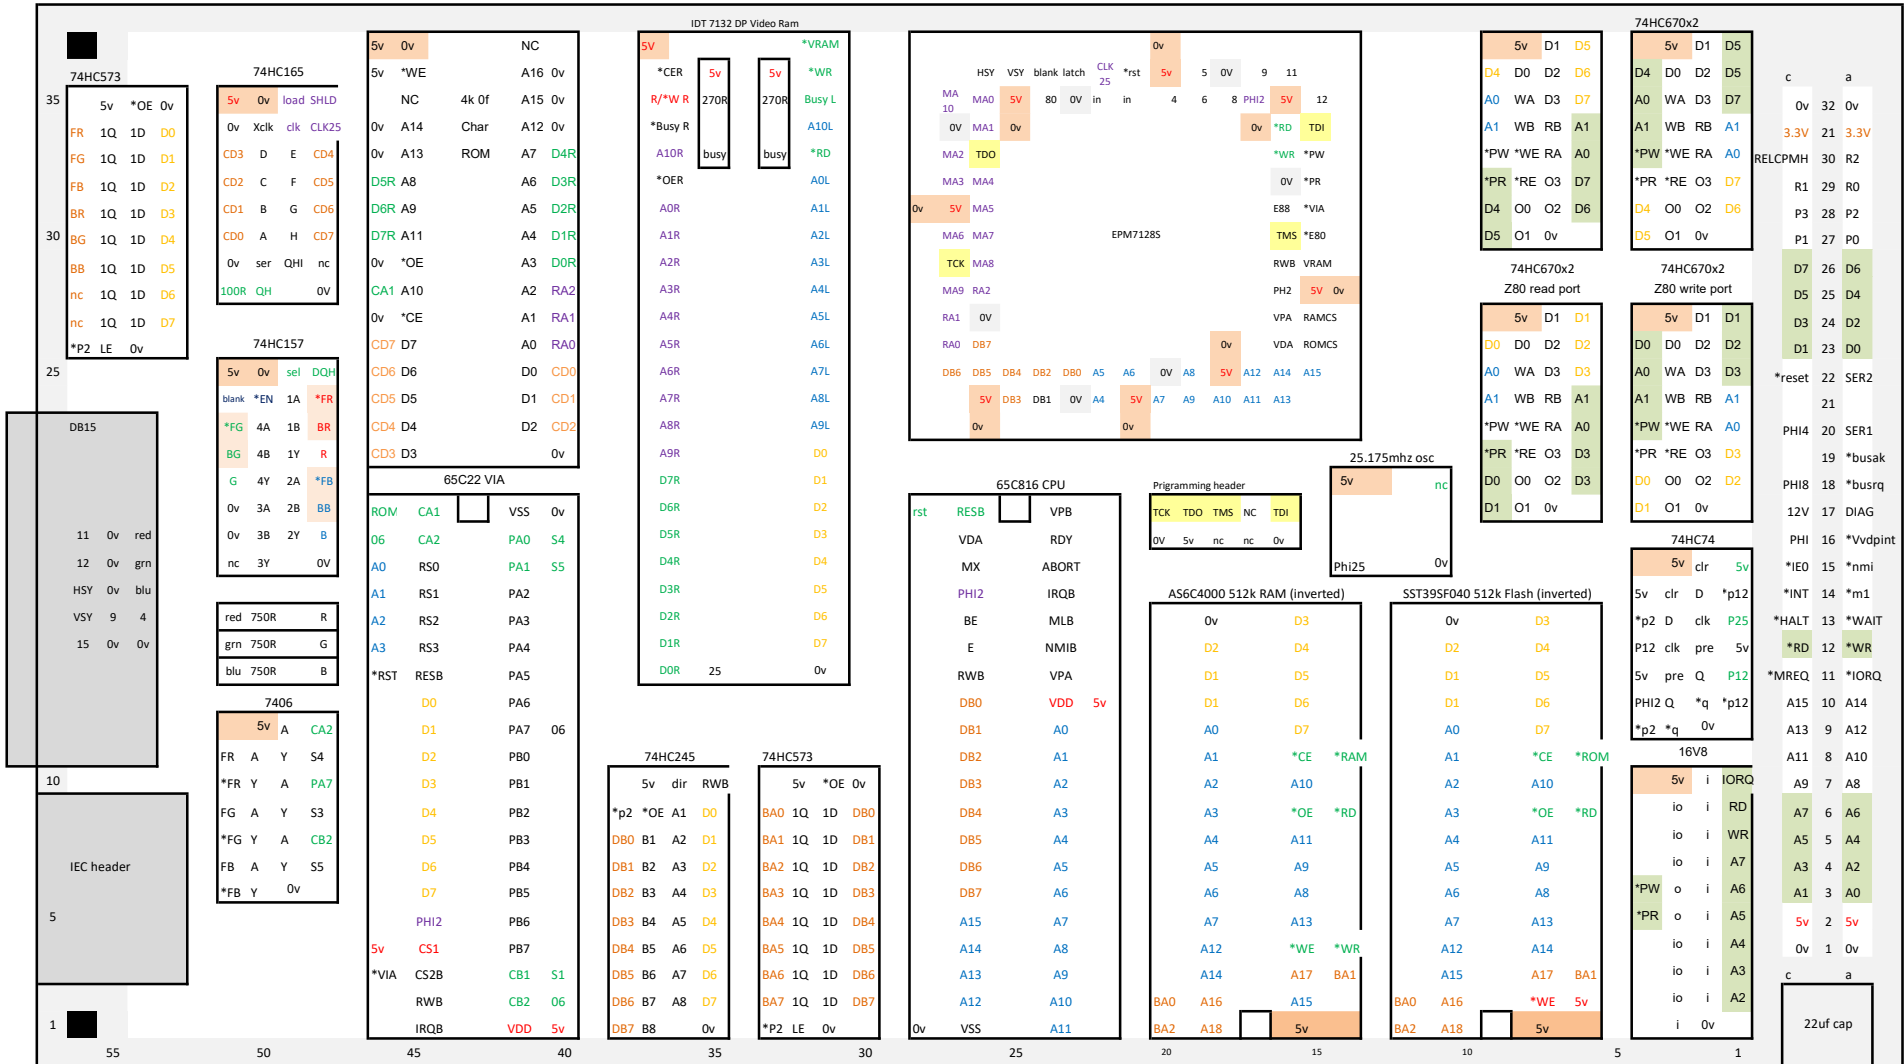 IDT 7132 DP Video Ram
74HC670x2
74HC573
5v *OE 0v
FR 1Q 1D D0
FG 1Q 1D D1
FB 1Q 1D D2
BR 1Q 1D D3
BG 1Q 1D D4
BB 1Q 1D D5
nc 1Q 1D D6
nc 1Q 1D D7
*P2 LE 0v
74HC165
5v 0v load SHLD
0v Xclk clk CLK25
CD3 D E CD4
CD2 C F CD5
CD1 B G CD6
CD0 A H CD7
0v ser QHI nc
100R QH 0V
74HC157
5v 0v sel DQH
blank *EN 1A *FR
*FG 4A 1B BR
BG 4B 1Y R
G 4Y 2A *FB
0v 3A 2B BB
0v 3B 2Y B
nc 3Y 0V
red 750R R
grn 750R G
blu 750R B
7406
5v A CA2
FR A Y S4
*FR Y A PA7
FG A Y S3
*FG Y A CB2
FB A Y S5
*FB Y 0v
DB15
11 0v red
12 0v grn
HSY 0v blu
VSY 9 4
15 0v 0v
IEC header
5v 0v NC
5v *WE A16 0v
NC 4k 0f A15 0v
0v A14 Char A12 0v
0v A13 ROM A7 D4R
D5R A8 A6 D3R
D6R A9 A5 D2R
D7R A11 A4 D1R
0v *OE A3 D0R
CA1 A10 A2 RA2
0v *CE A1 RA1
CD7 D7 A0 RA0
CD6 D6 D0 CD0
CD5 D5 D1 CD1
CD4 D4 D2 CD2
CD3 D3 0v
65C22 VIA
ROM CA1 VSS 0v
06 CA2 PA0 S4
A0 RS0 PA1 S5
A1 RS1 PA2
A2 RS2 PA3
A3 RS3 PA4
*RST RESB PA5
D0 PA6
D1 PA7 06
D2 PB0
D3 PB1
D4 PB2
D5 PB3
D6 PB4
D7 PB5
PHI2 PB6
5v CS1 PB7
*VIA CS2B CB1 S1
RWB CB2 06
IRQB VDD 5v
5V *VRAM
*CER 5v 5v *WR
R/*W R 270R 270R Busy L
*Busy R A10L
A10R busy busy *RD
*OER A0L
A0R A1L
A1R A2L
A2R A3L
A3R A4L
A4R A5L
A5R A6L
A6R A7L
A7R A8L
A8R A9L
A9R D0
D7R D1
D6R D2
D5R D3
D4R D4
D3R D5
D2R D6
D1R D7
D0R 25 0v
74HC245
5v dir RWB
*p2 *OE A1 D0
DB0 B1 A2 D1
DB1 B2 A3 D2
DB2 B3 A4 D3
DB3 B4 A5 D4
DB4 B5 A6 D5
DB5 B6 A7 D6
DB6 B7 A8 D7
DB7 B8 0v
74HC573
5v *OE 0v
BA0 1Q 1D DB0
BA1 1Q 1D DB1
BA2 1Q 1D DB2
BA3 1Q 1D DB3
BA4 1Q 1D DB4
BA5 1Q 1D DB5
BA6 1Q 1D DB6
BA7 1Q 1D DB7
*P2 LE 0v
0v
HSY VSY blank latch CLK 25 *rst 5v 5 0V 9 11
MA 10 MA0 5V 80 0V in in 4 6 8 PHI2 5V 12
0V MA1 0v 0v *RD TDI
MA2 TDO *WR *PW
MA3 MA4 0V *PR
0v 5V MA5 E88 *VIA
MA6 MA7 EPM7128S TMS *E80
TCK MA8 RWB VRAM
MA9 RA2 PH2 5V 0v
RA1 0V VPA RAMCS
RA0 DB7 0v VDA ROMCS
DB6 DB5 DB4 DB2 DB0 A5 A6 0V A8 5V A12 A14 A15
5V DB3 DB1 0V A4 5V A7 A9 A10 A11 A13
0v 0v
65C816 CPU
rst RESB VPB
VDA RDY
MX ABORT
PHI2 IRQB
BE MLB
E NMIB
RWB VPA
DB0 VDD 5v
DB1 A0
DB2 A1
DB3 A2
DB4 A3
DB5 A4
DB6 A5
DB7 A6
A15 A7
A14 A8
A13 A9
A12 A10
0v VSS A11
Prigramming header
TCK TDO TMS NC TDI
0V 5v nc nc 0v
25.175mhz osc
5v nc
Phi25 0v
AS6C4000 512k RAM (inverted)
0v D3
D2 D4
D1 D5
D1 D6
A0 D7
A1 *CE *RAM
A2 A10
A3 *OE *RD
A4 A11
A5 A9
A6 A8
A7 A13
A12 *WE *WR
A14 A17 BA1
BA0 A16 A15
BA2 A18 5v
SST39SF040 512k Flash (inverted)
0v D3
D2 D4
D1 D5
D1 D6
A0 D7
A1 *CE *ROM
A2 A10
A3 *OE *RD
A4 A11
A5 A9
A6 A8
A7 A13
A12 A14
A15 A17 BA1
BA0 A16 *WE 5v
BA2 A18 5v
5v D1 D5
D4 D0 D2 D6
A0 WA D3 D7
A1 WB RB A1
*PW *WE RA A0
*PR *RE O3 D7
D4 O0 O2 D6
D5 O1 0v
5v D1 D5
D4 D0 D2 D5
A0 WA D3 D7
A1 WB RB A1
*PW *WE RA A0
*PR *RE O3 D7
D4 O0 O2 D6
D5 O1 0v
74HC670x2
Z80 read port
5v D1 D1
D0 D0 D2 D2
A0 WA D3 D3
A1 WB RB A1
*PW *WE RA A0
*PR *RE O3 D3
D0 O0 O2 D3
D1 O1 0v
74HC670x2
Z80 write port
5v D1 D1
D0 D0 D2 D2
A0 WA D3 D3
A1 WB RB A1
*PW *WE RA A0
*PR *RE O3 D3
D0 O0 O2 D2
D1 O1 0v
74HC74
5v clr 5v
5v clr D *p12
*p2 D clk P25
P12 clk pre 5v
5v pre Q P12
PHI2 Q *q *p12
*p2 *q 0v
16V8
5v i IORQ
io i RD
io i WR
io i A7
*PW o i A6
*PR o i A5
io i A4
io i A3
io i A2
i 0v
c a
0v 32 0v
3.3V 21 3.3V
RELCPMH 30 R2
R1 29 R0
P3 28 P2
P1 27 P0
D7 26 D6
D5 25 D4
D3 24 D2
D1 23 D0
*reset 22 SER2
21
PHI4 20 SER1
19 *busak
PHI8 18 *busrq
12V 17 DIAG
PHI 16 *Vvdpint
*IE0 15 *nmi
*INT 14 *m1
*HALT 13 *WAIT
*RD 12 *WR
*MREQ 11 *IORQ
A15 10 A14
A13 9 A12
A11 8 A10
A9 7 A8
A7 6 A6
A5 5 A4
A3 4 A2
A1 3 A0
5v 2 5v
0v 1 0v
c a
22uf cap
35
30
25
10
5
1
55 50 45 40 35 30 25 20 15 10 5 1